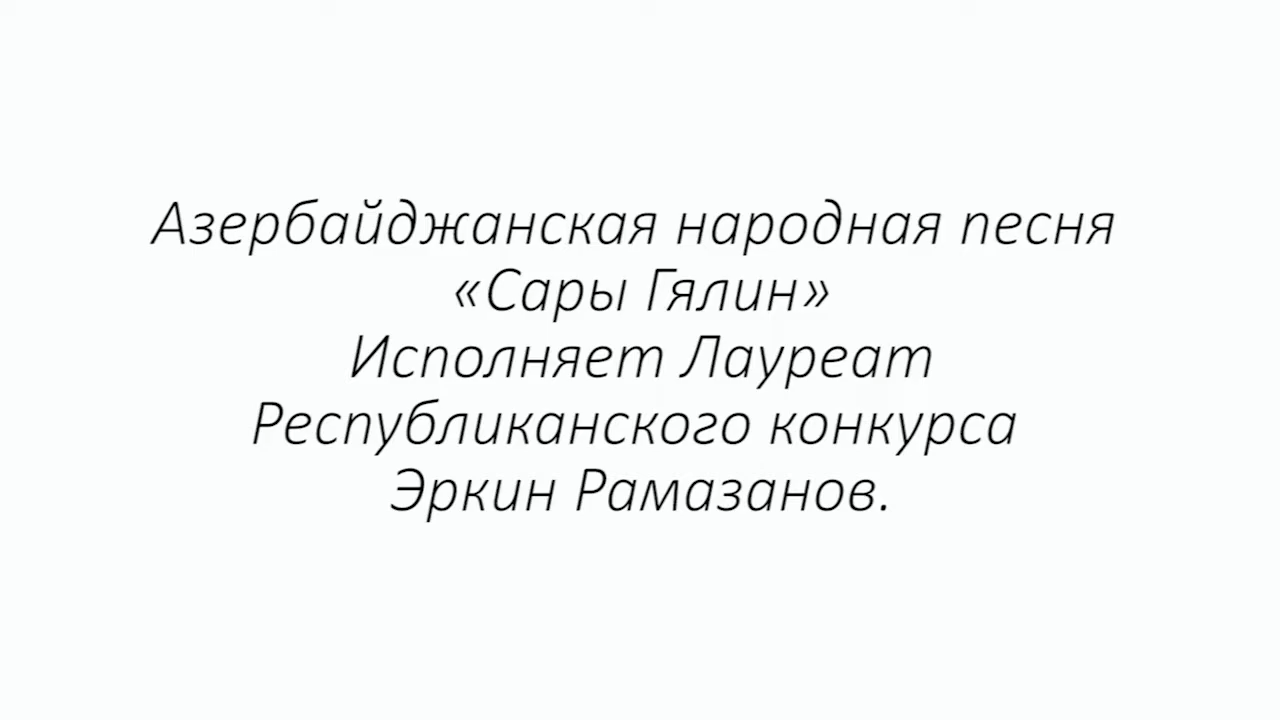 Азербайджанская народная песня
«Сары Гялин»
Исполняет Лауреат
Республиканского конкурса
Эркин Рамазанов.